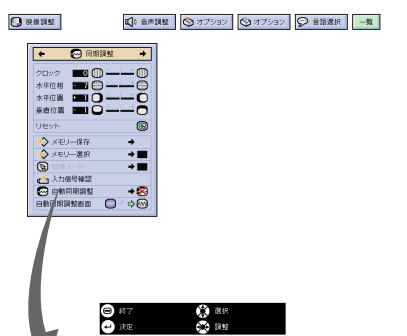 映像調整 音声調整 オプション オプション 言語選択 一覧
同期調整
クロック
水平位相
水平位置
垂直位置
リセット
メモリー保存
メモリー選択
入力信号確認
自動同期調整
自動同期調整画面
終了 選択
決定 調整